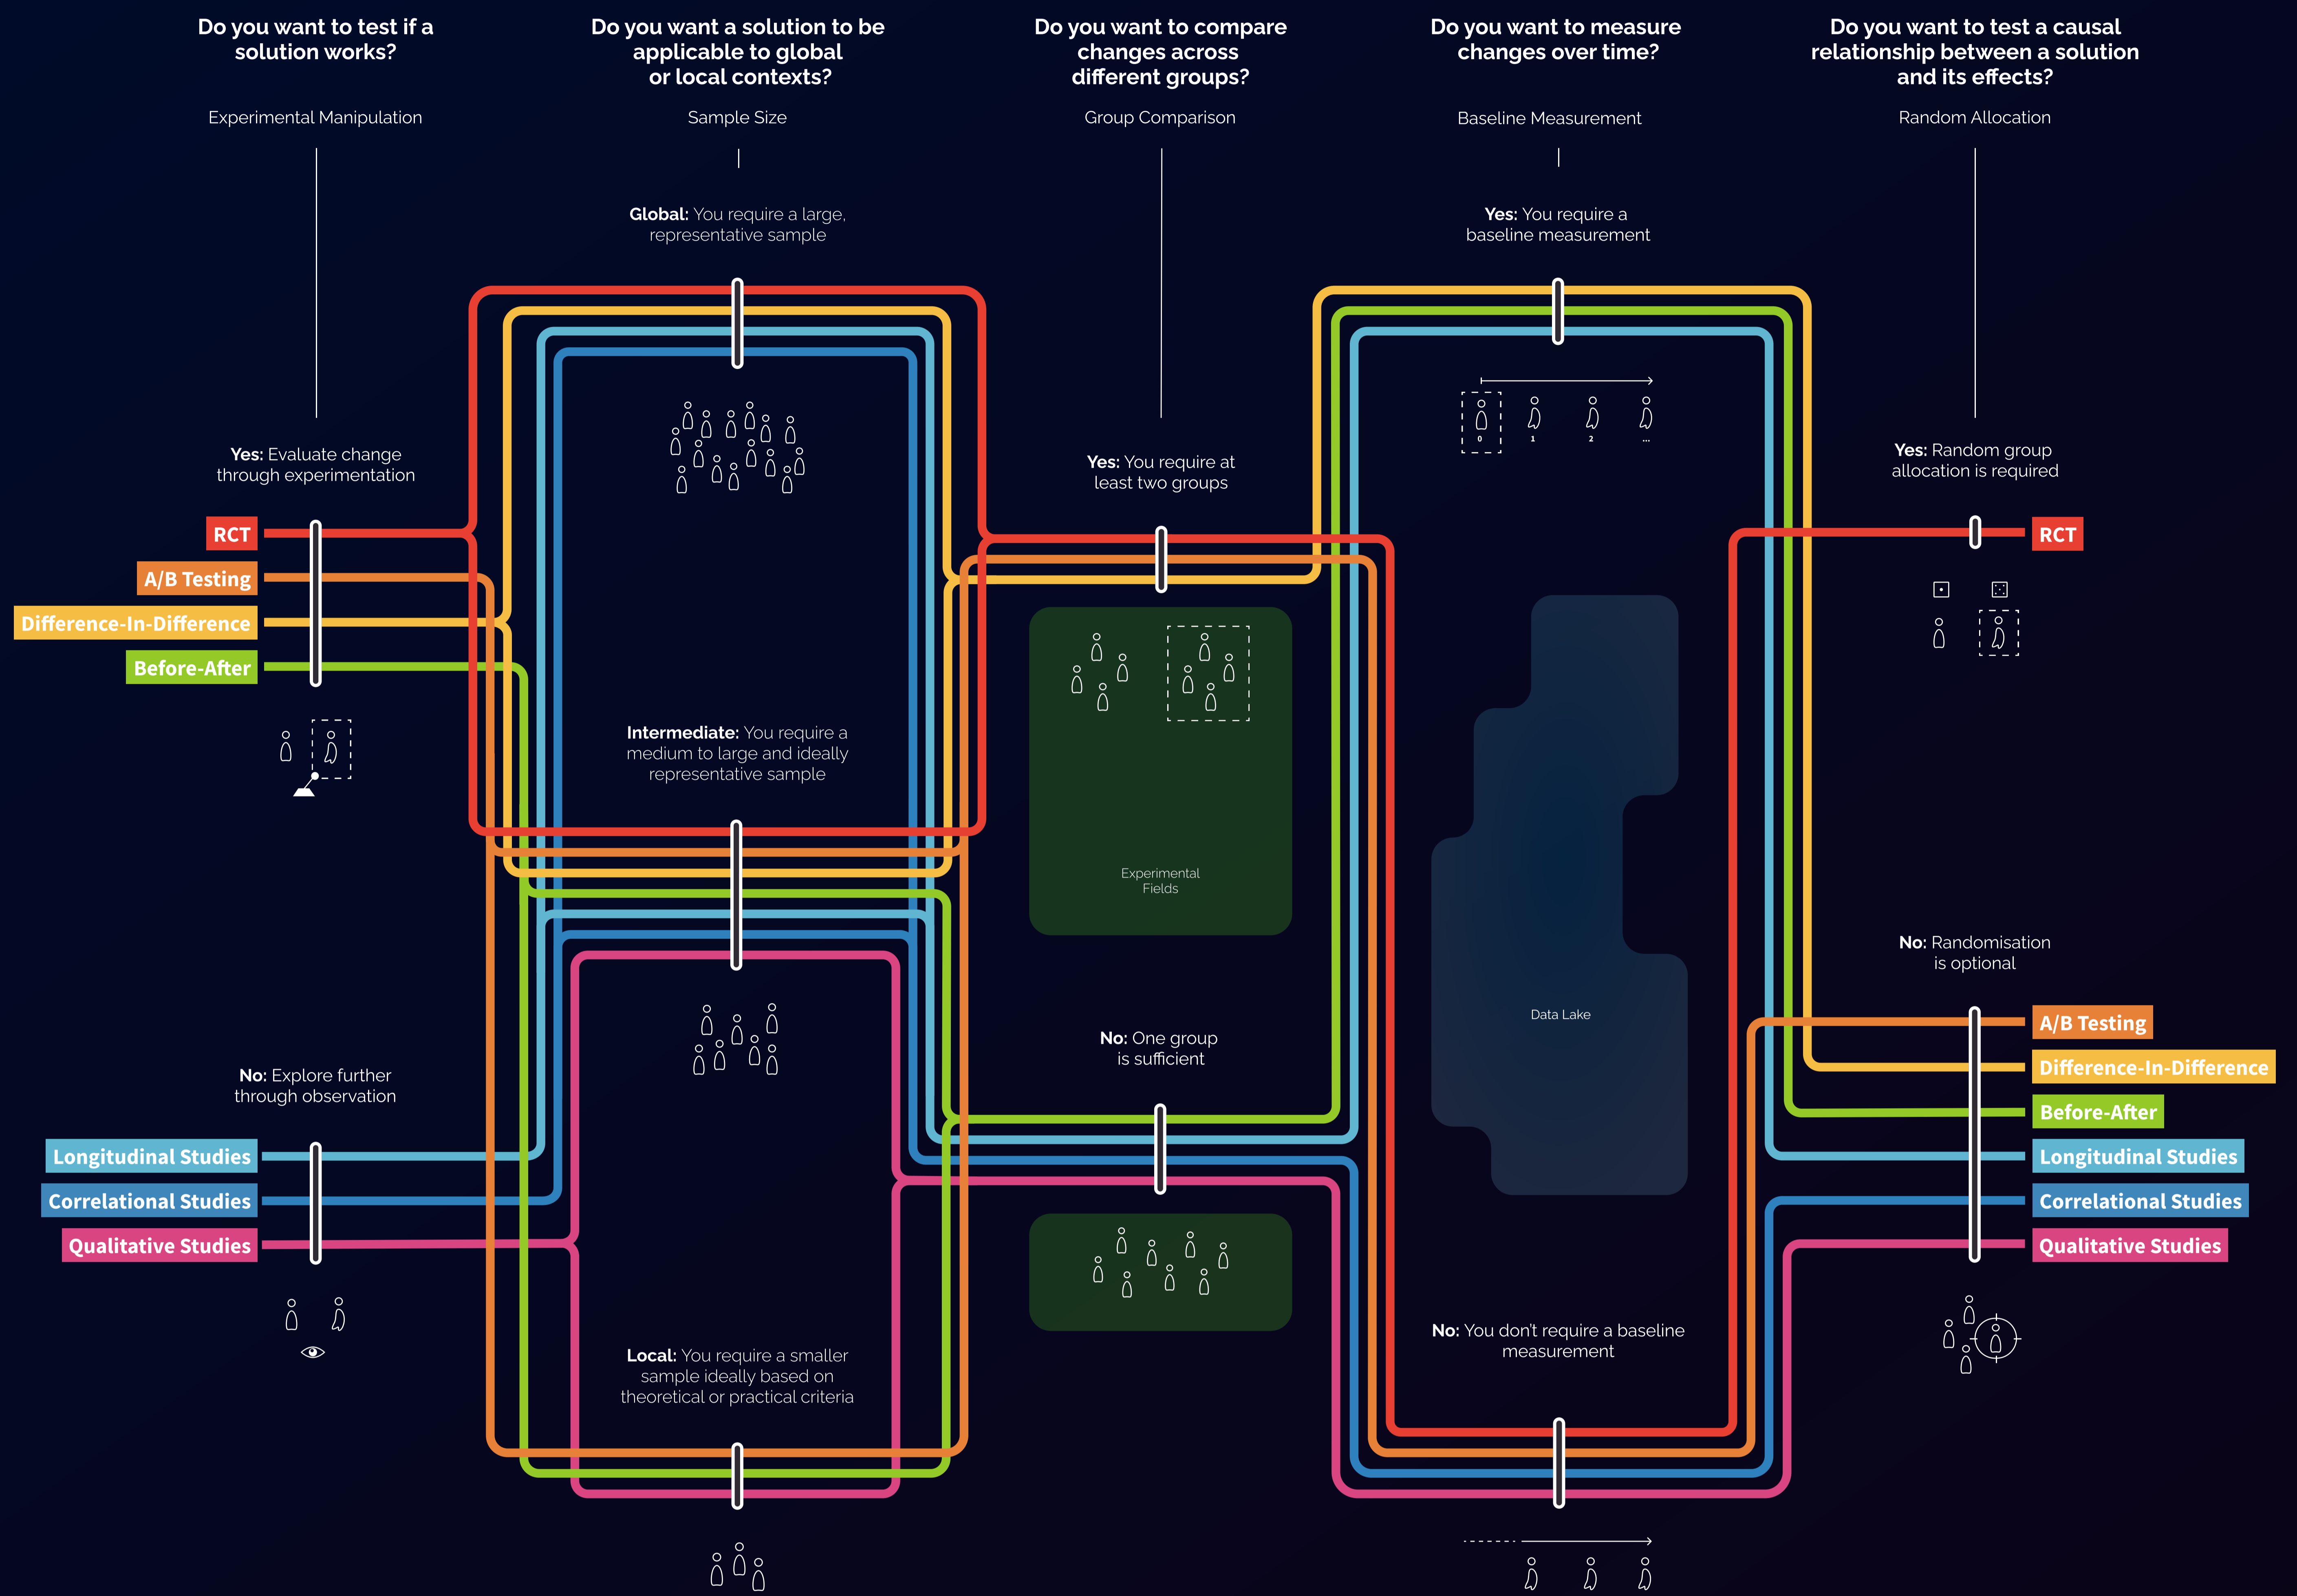 Do you want to test if a
solution works?
Experimental Manipulation
Yes: Evaluate change
through experimentation
RCT
A/B Testing
Difference-In-Difference
Before-After
No: Explore further
through observation
Longitudinal Studies
Correlational Studies
Qualitative Studies
Do you want a solution to be
applicable to global
or local contexts?
Sample Size
Global: You require a large,
representative sample
Intermediate: You require a
medium to large and ideally
representative sample
Local: You require a smaller
sample ideally based on
theoretical or practical criteria
Do you want to compare
changes across
different groups?
Group Comparison
Yes: You require at
least two groups
Experimental
Fields
No: One group
is sufficient
Do you want to measure
changes over time?
Baseline Measurement
Yes: You require a
baseline measurement
0 1 2 ...
Data Lake
No: You don't require a baseline
measurement
Do you want to test a causal
relationship between a solution
and its effects?
Random Allocation
Yes: Random group
allocation is required
RCT
No: Randomisation
is optional
A/B Testing
Difference-In-Difference
Before-After
Longitudinal Studies
Correlational Studies
Qualitative Studies